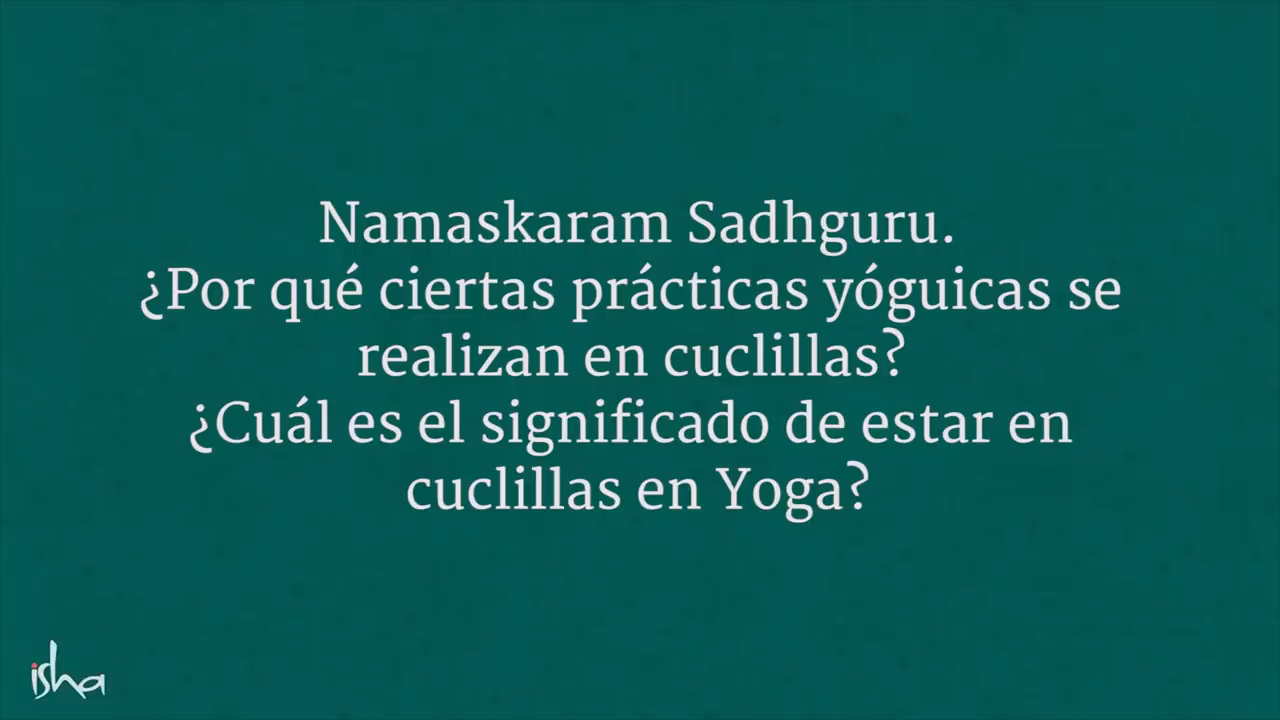 Namaskaram Sadhguru.
¿Por qué ciertas prácticas yóguicas se
realizan en cuclillas?
¿Cuál es el significado de estar en
cuclillas en Yoga?
isha